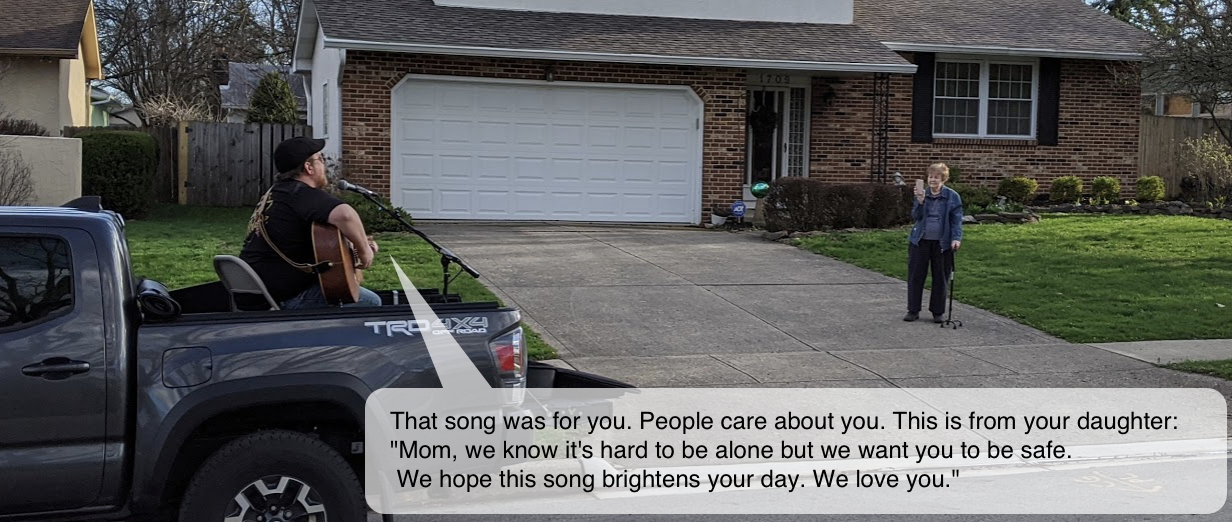 1709
TRD 4X4
OFF ROAD
That song was for you. People care about you. This is from your daughter:
"Mom, we know it's hard to be alone but we want you to be safe.
We hope this song brightens your day. We love you."